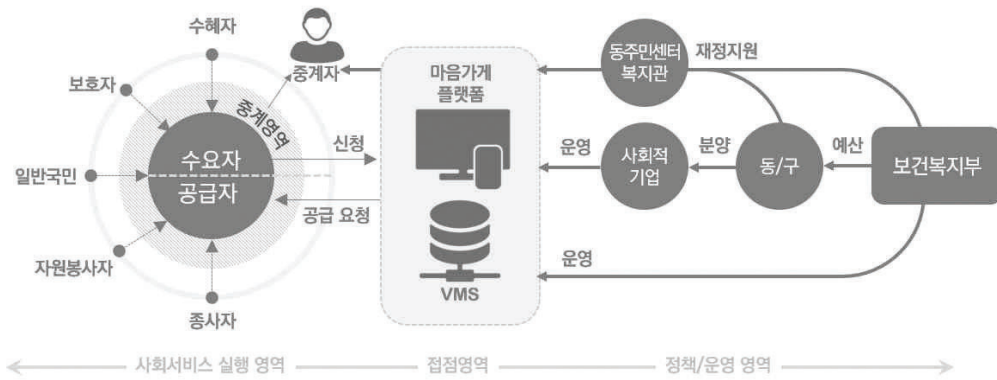 수혜자
보호자
일반국민
자원봉사자
종사자
중계영역
중계자
수요자
공급자
신청
공급 요청
마음가게
플랫폼
VMS
동주민센터
복지관
재정지원
운영
사회적
기업
분양
동/구
예산
보건복지부
운영
사회서비스 실행 영역
접점영역
정책/운영 영역